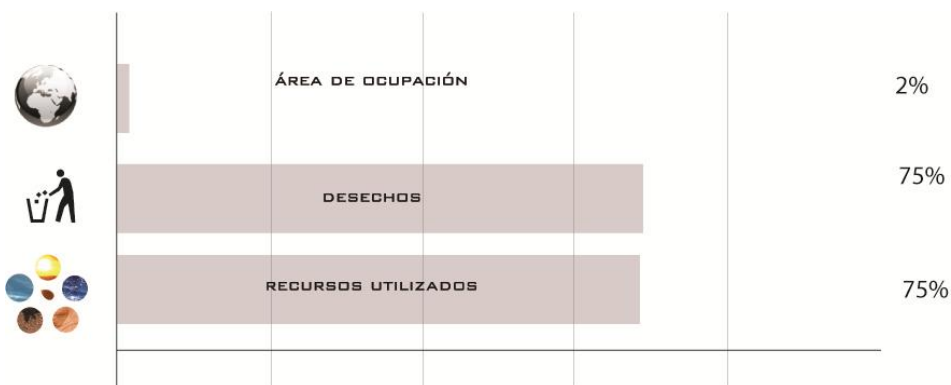 ÁREA DE OCUPACIÓN 2%
DESECHOS 75%
RECURSOS UTILIZADOS 75%